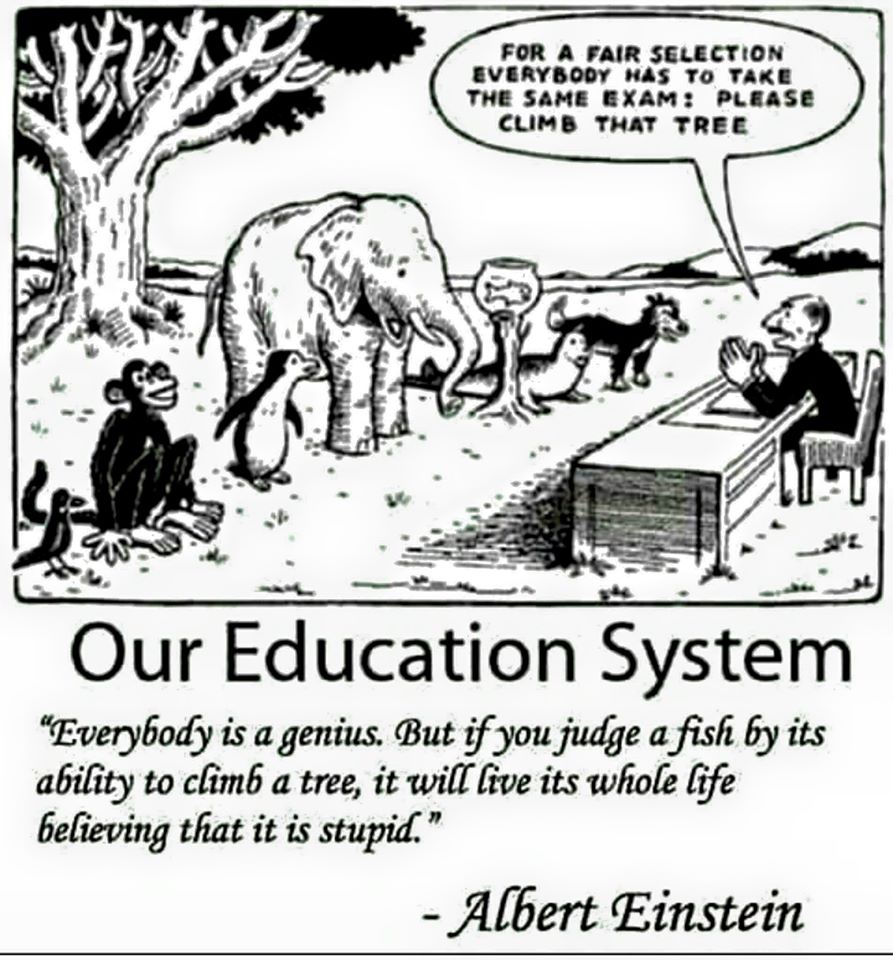 FOR A FAIR SELECTION
EVERYBODY HAS TO TAKE
THE SAME EXAM: PLEASE
CLIMB THAT TREE
Our Education System
“Everybody is a genius. But if you judge a fish by its
ability to climb a tree, it will live its whole life
believing that it is stupid.”
- Albert Einstein